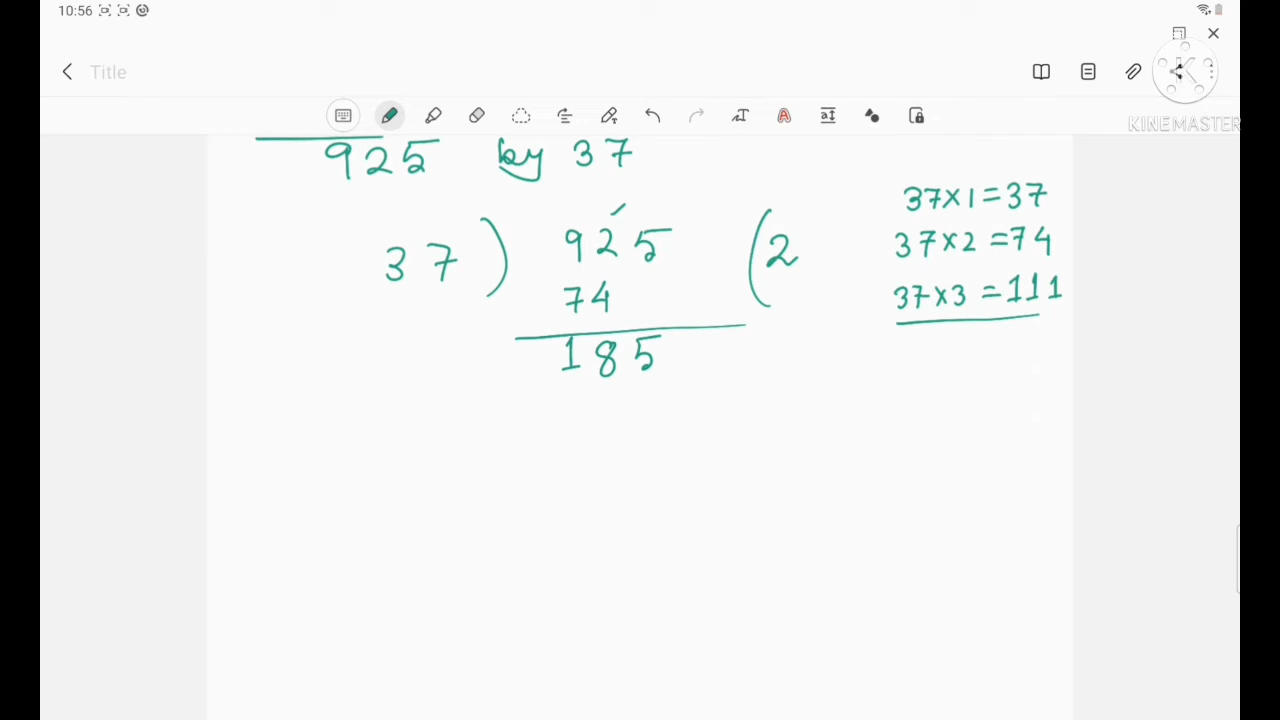 10:56
Title
KINEMASTER
925 by 37
37 ) 925 ( 2
74
185
37×1=37
37×2=74
37×3=111